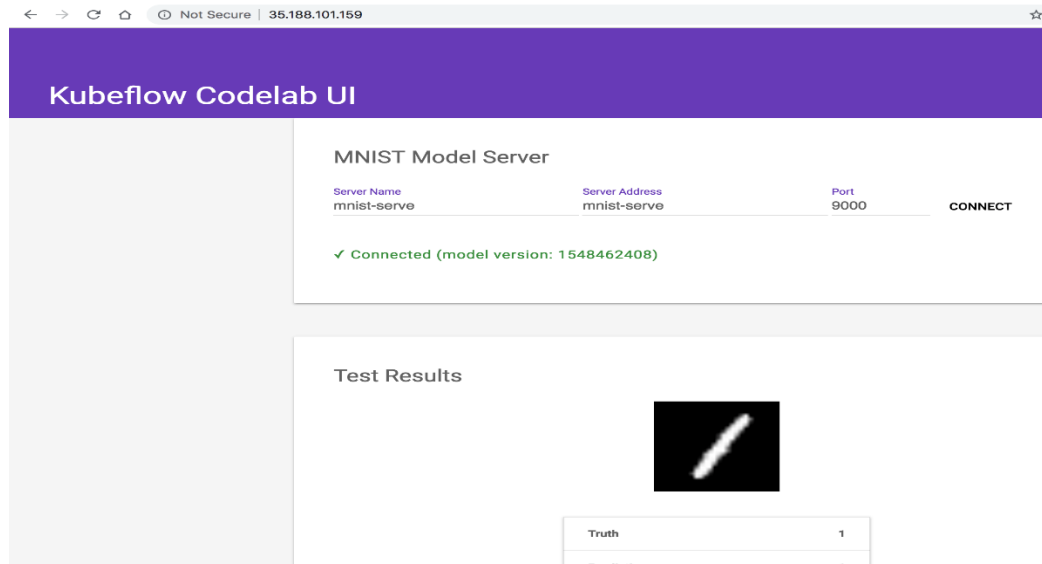 Not Secure | 35.188.101.159
Kubeflow Codelab UI
MNIST Model Server
Server Name Server Address Port
mnist-serve mnist-serve 9000 CONNECT
✓ Connected (model version: 1548462408)
Test Results
Truth 1